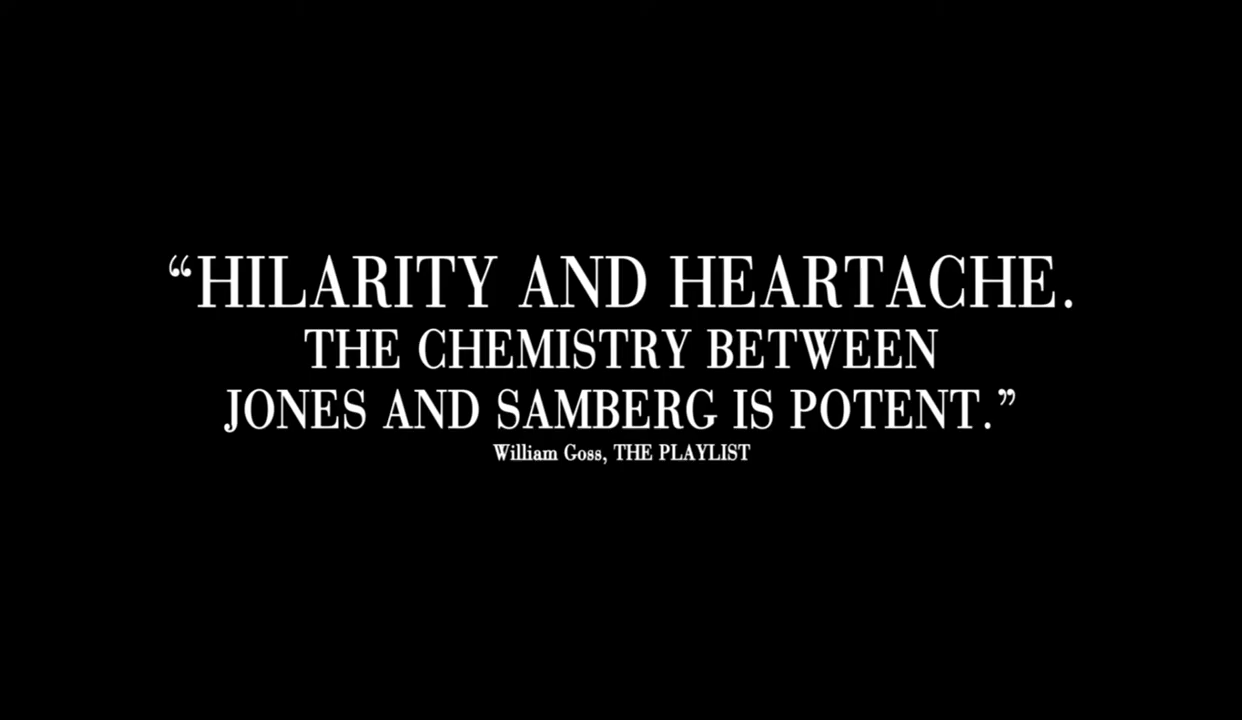 “HILARITY AND HEARTACHE.
THE CHEMISTRY BETWEEN
JONES AND SAMBERG IS POTENT.”
William Goss, THE PLAYLIST